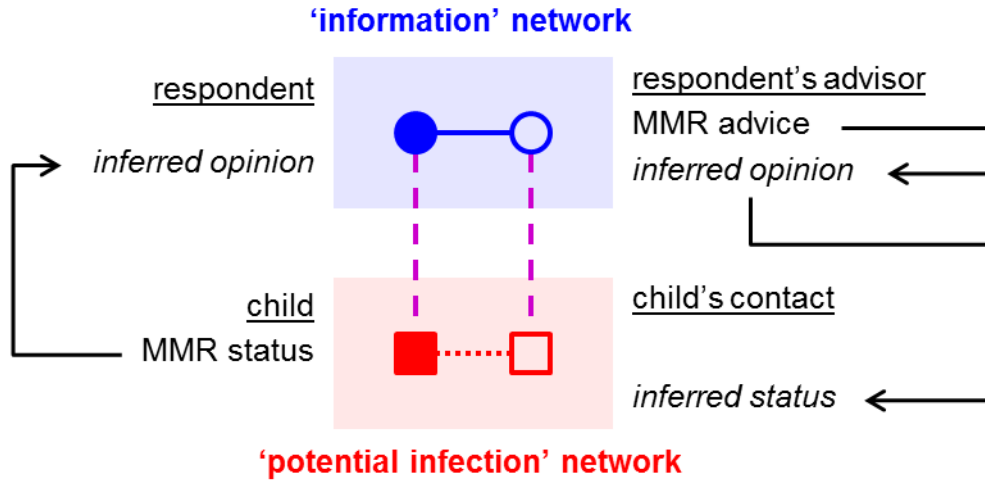 ‘information’ network
respondent
inferred opinion
respondent’s advisor
MMR advice
inferred opinion
child
MMR status
child’s contact
inferred status
‘potential infection’ network